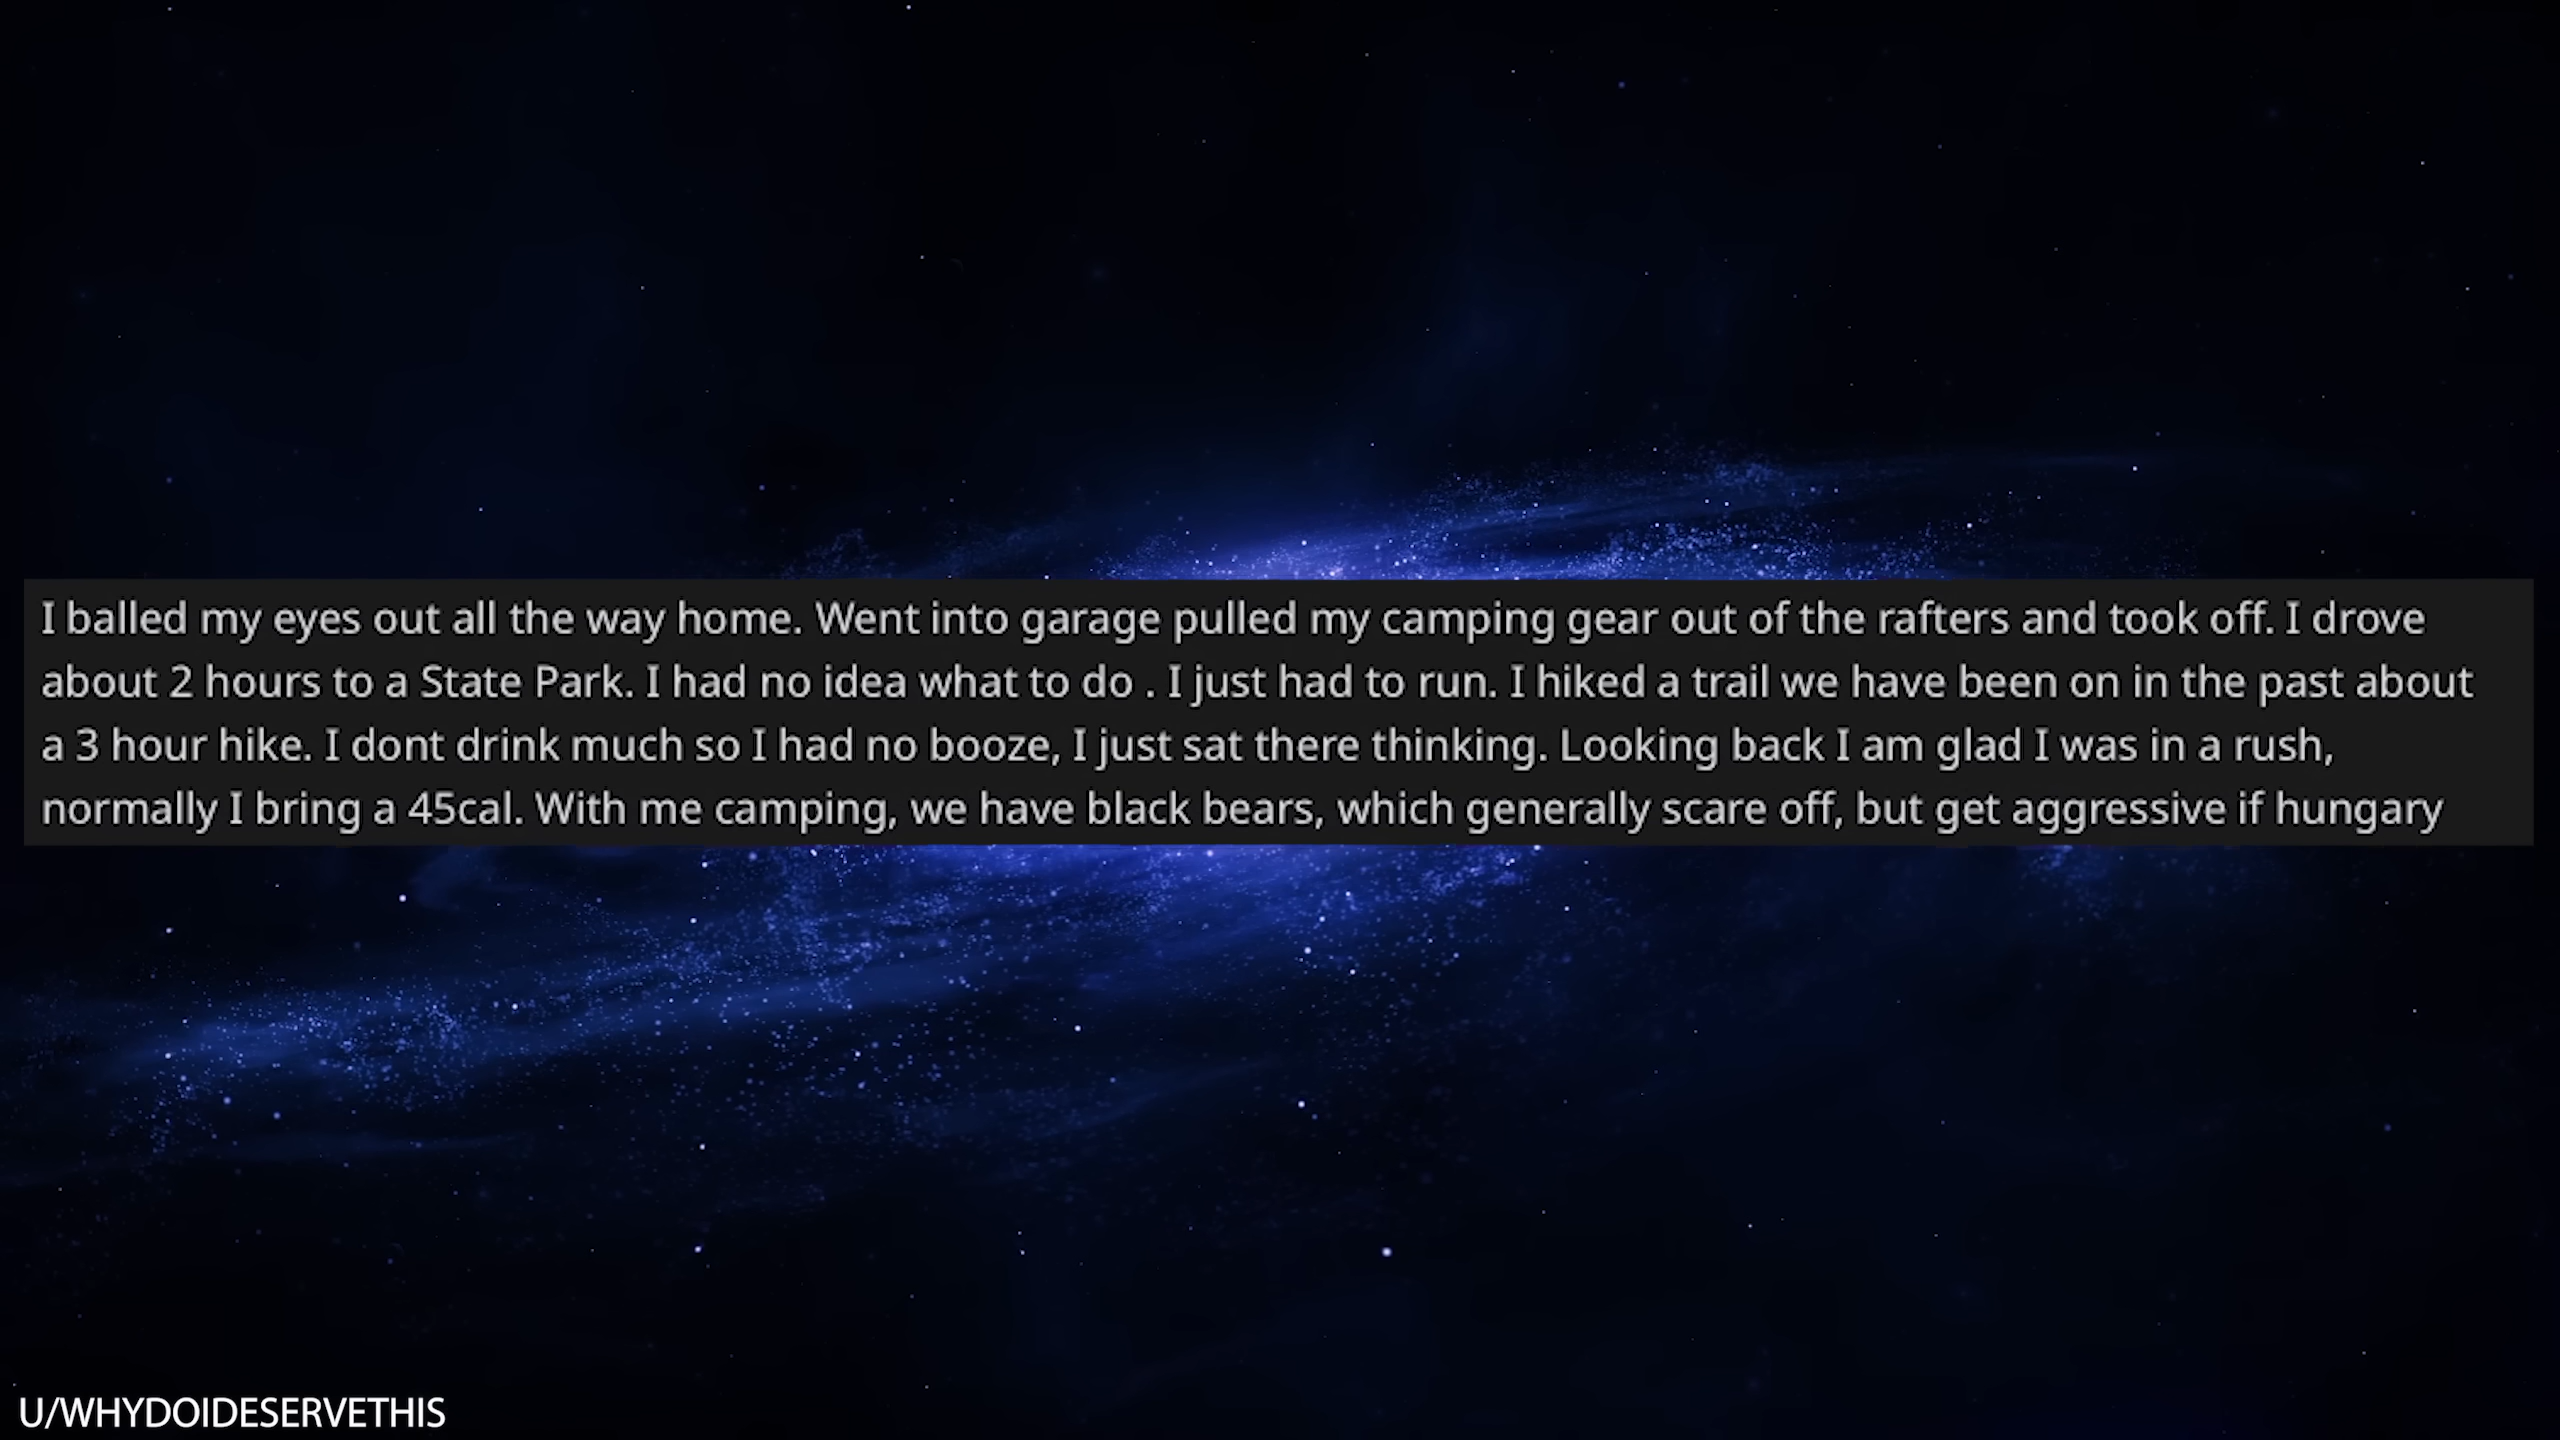 I balled my eyes out all the way home. Went into garage pulled my camping gear out of the rafters and took off. I drove
about 2 hours to a State Park. I had no idea what to do . I just had to run. I hiked a trail we have been on in the past about
a 3 hour hike. I dont drink much so I had no booze, I just sat there thinking. Looking back I am glad I was in a rush,
normally I bring a 45cal. With me camping, we have black bears, which generally scare off, but get aggressive if hungary
U/WHYDOIDESERVETHIS